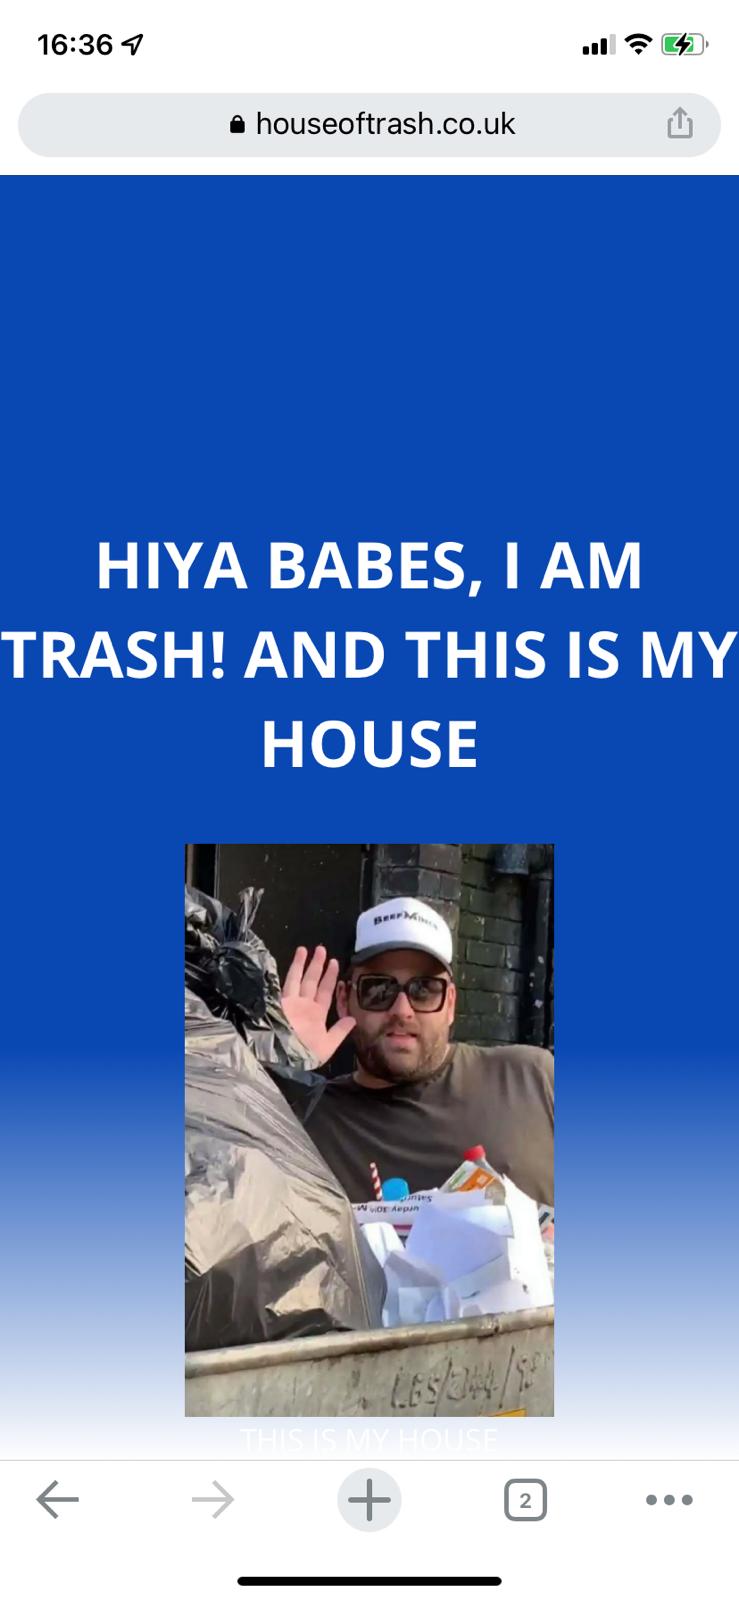 16:36
houseoftrash.co.uk
HIYA BABES, I AM
TRASH! AND THIS IS MY
HOUSE
BEEFMINCE
THIS IS MY HOUSE
2